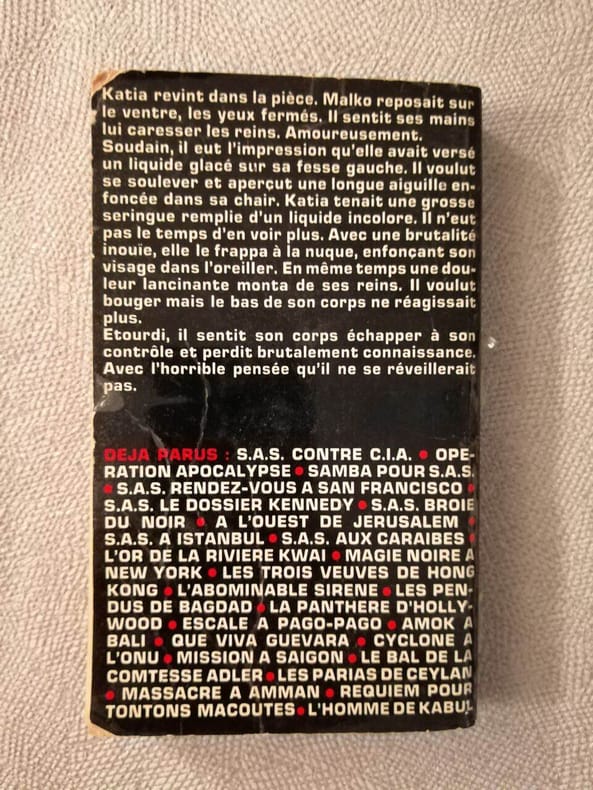 Katia revint dans la pièce. Malko reposait sur
le ventre, les yeux fermés. Il sentit ses mains
lui caresser les reins. Amoureusement.
Soudain, il eut l'impression qu'elle avait versé
un liquide glacé sur sa fesse gauche. Il voulut
se soulever et aperçut une longue aiguille en-
foncée dans sa chair. Katia tenait une grosse
seringue remplie d'un liquide incolore. Il n'eut
pas le temps d'en voir plus. Avec une brutalité
inouïe, elle le frappa à la nuque, enfonçant son
visage dans l'oreiller. En même temps une dou-
leur lancinante monta de ses reins. Il voulut
bouger mais le bas de son corps ne réagissait
plus.
Etourdi, il sentit son corps échapper à son
contrôle et perdit brutalement connaissance.
Avec l'horrible pensée qu'il ne se réveillerait
pas.
DEJA PARUS : S.A.S. CONTRE C.I.A. • OPE-
RATION APOCALYPSE • SAMBA POUR S.A.S.
• S.A.S. RENDEZ-VOUS A SAN FRANCISCO •
S.A.S. LE DOSSIER KENNEDY • S.A.S. BROIE
DU NOIR • A L'OUEST DE JERUSALEM •
S.A.S. A ISTANBUL • S.A.S. AUX CARAIBES •
L'OR DE LA RIVIERE KWAI • MAGIE NOIRE A
NEW YORK • LES TROIS VEUVES DE HONG
KONG • L'ABOMINABLE SIRENE • LES PEN-
DUS DE BAGDAD • LA PANTHERE D'HOLLY-
WOOD • ESCALE A PAGO-PAGO • AMOK A
BALI • QUE VIVA GUEVARA • CYCLONE A
L'ONU • MISSION A SAIGON • LE BAL DE LA
COMTESSE ADLER • LES PARIAS DE CEYLAN
• MASSACRE A AMMAN • REQUIEM POUR
TONTONS MACOUTES • L'HOMME DE KABUL